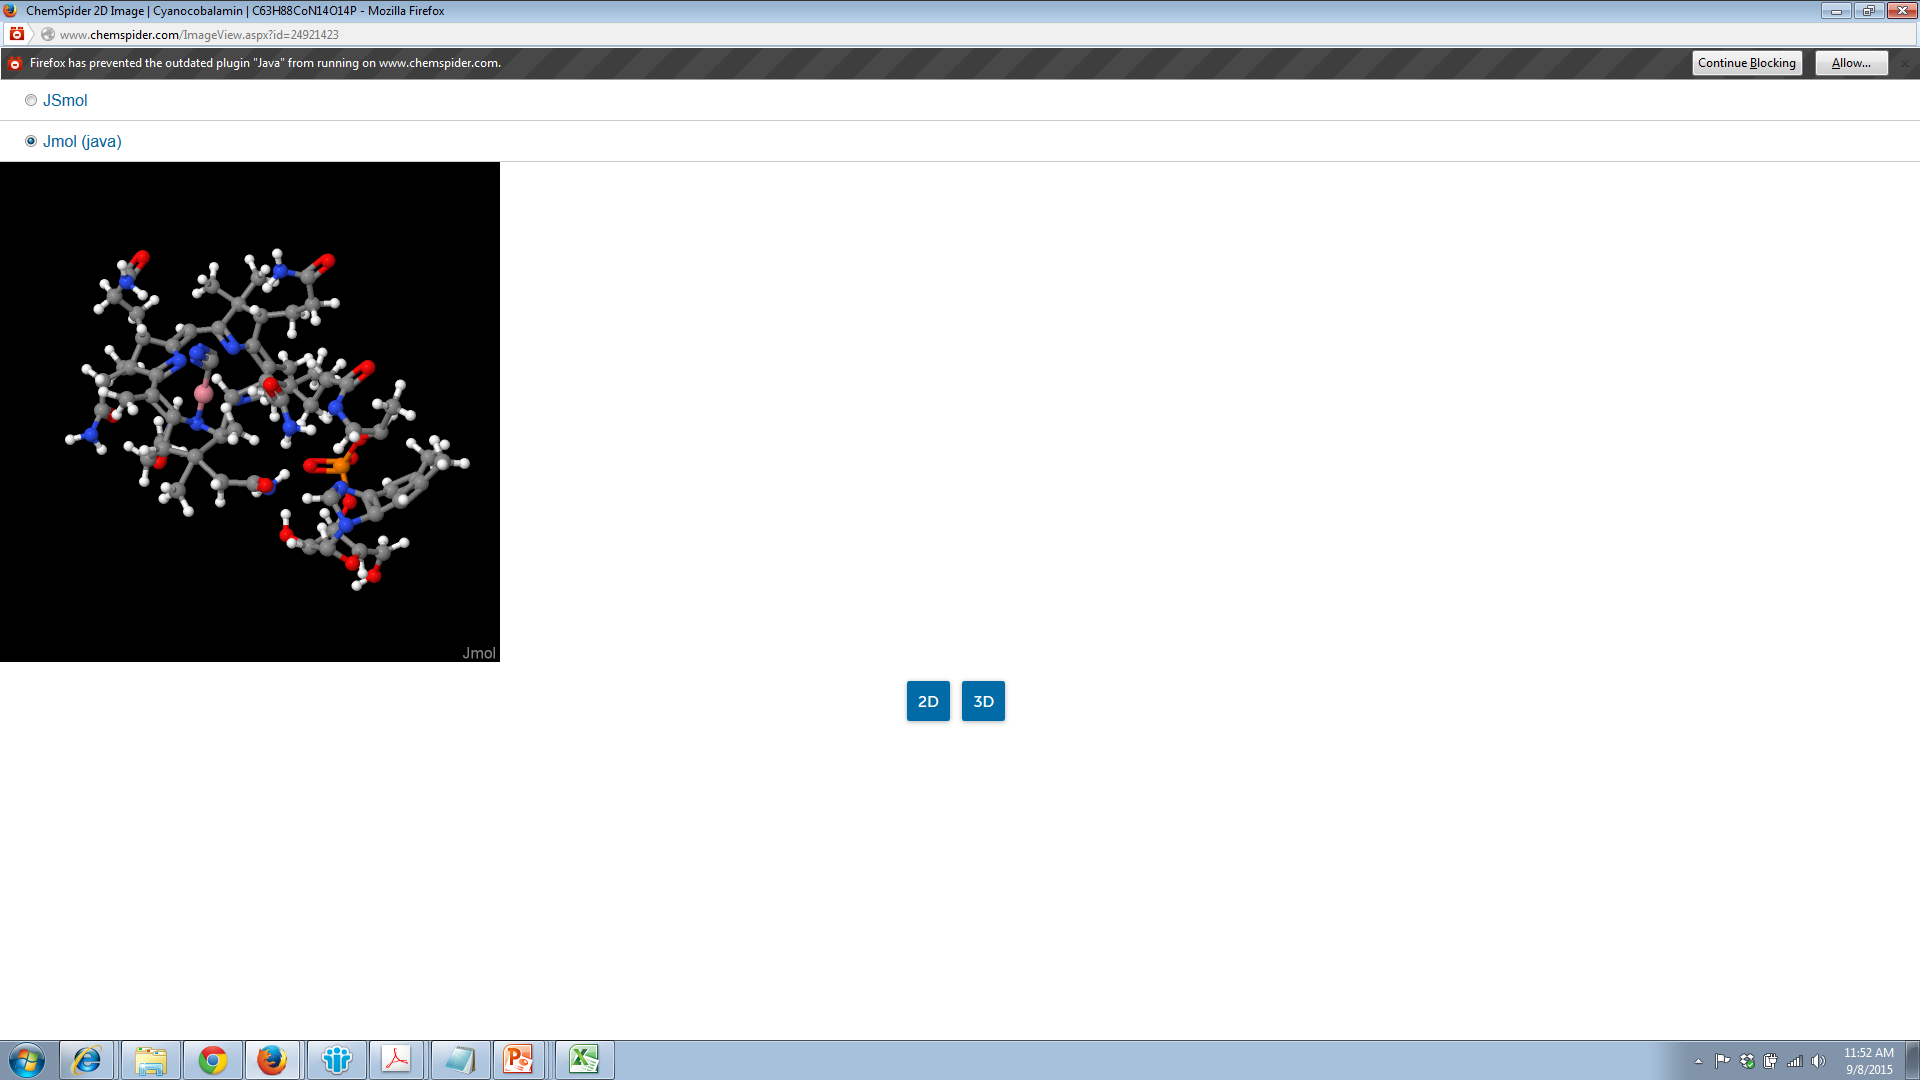 ChemSpider 2D Image | Cyanocobalamin | C63H88CoN14O14P - Mozilla Firefox
www.chemspider.com/ImageView.aspx?id=24921423
Firefox has prevented the outdated plugin "Java" from running on www.chemspider.com.
Continue Blocking
Allow...
JSmol
Jmol (java)
Jmol
2D
3D
11:52 AM
9/8/2015